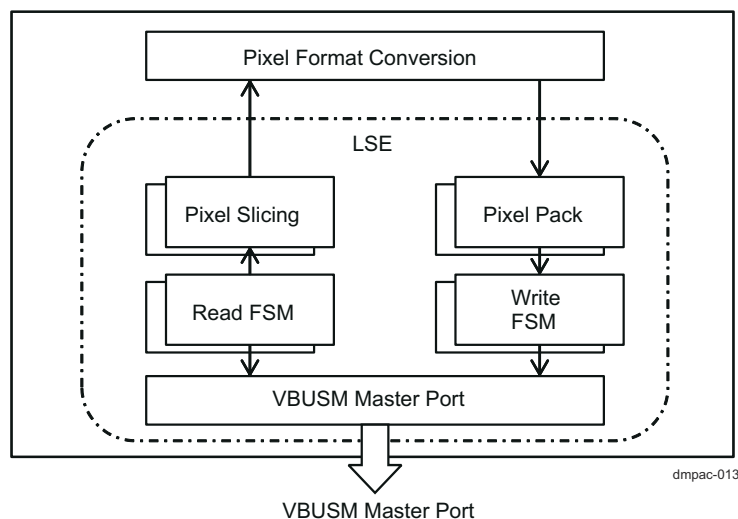 Pixel Format Conversion
LSE
Pixel Slicing
Pixel Pack
Read FSM
Write
FSM
VBUSM Master Port
dmpac-013
VBUSM Master Port